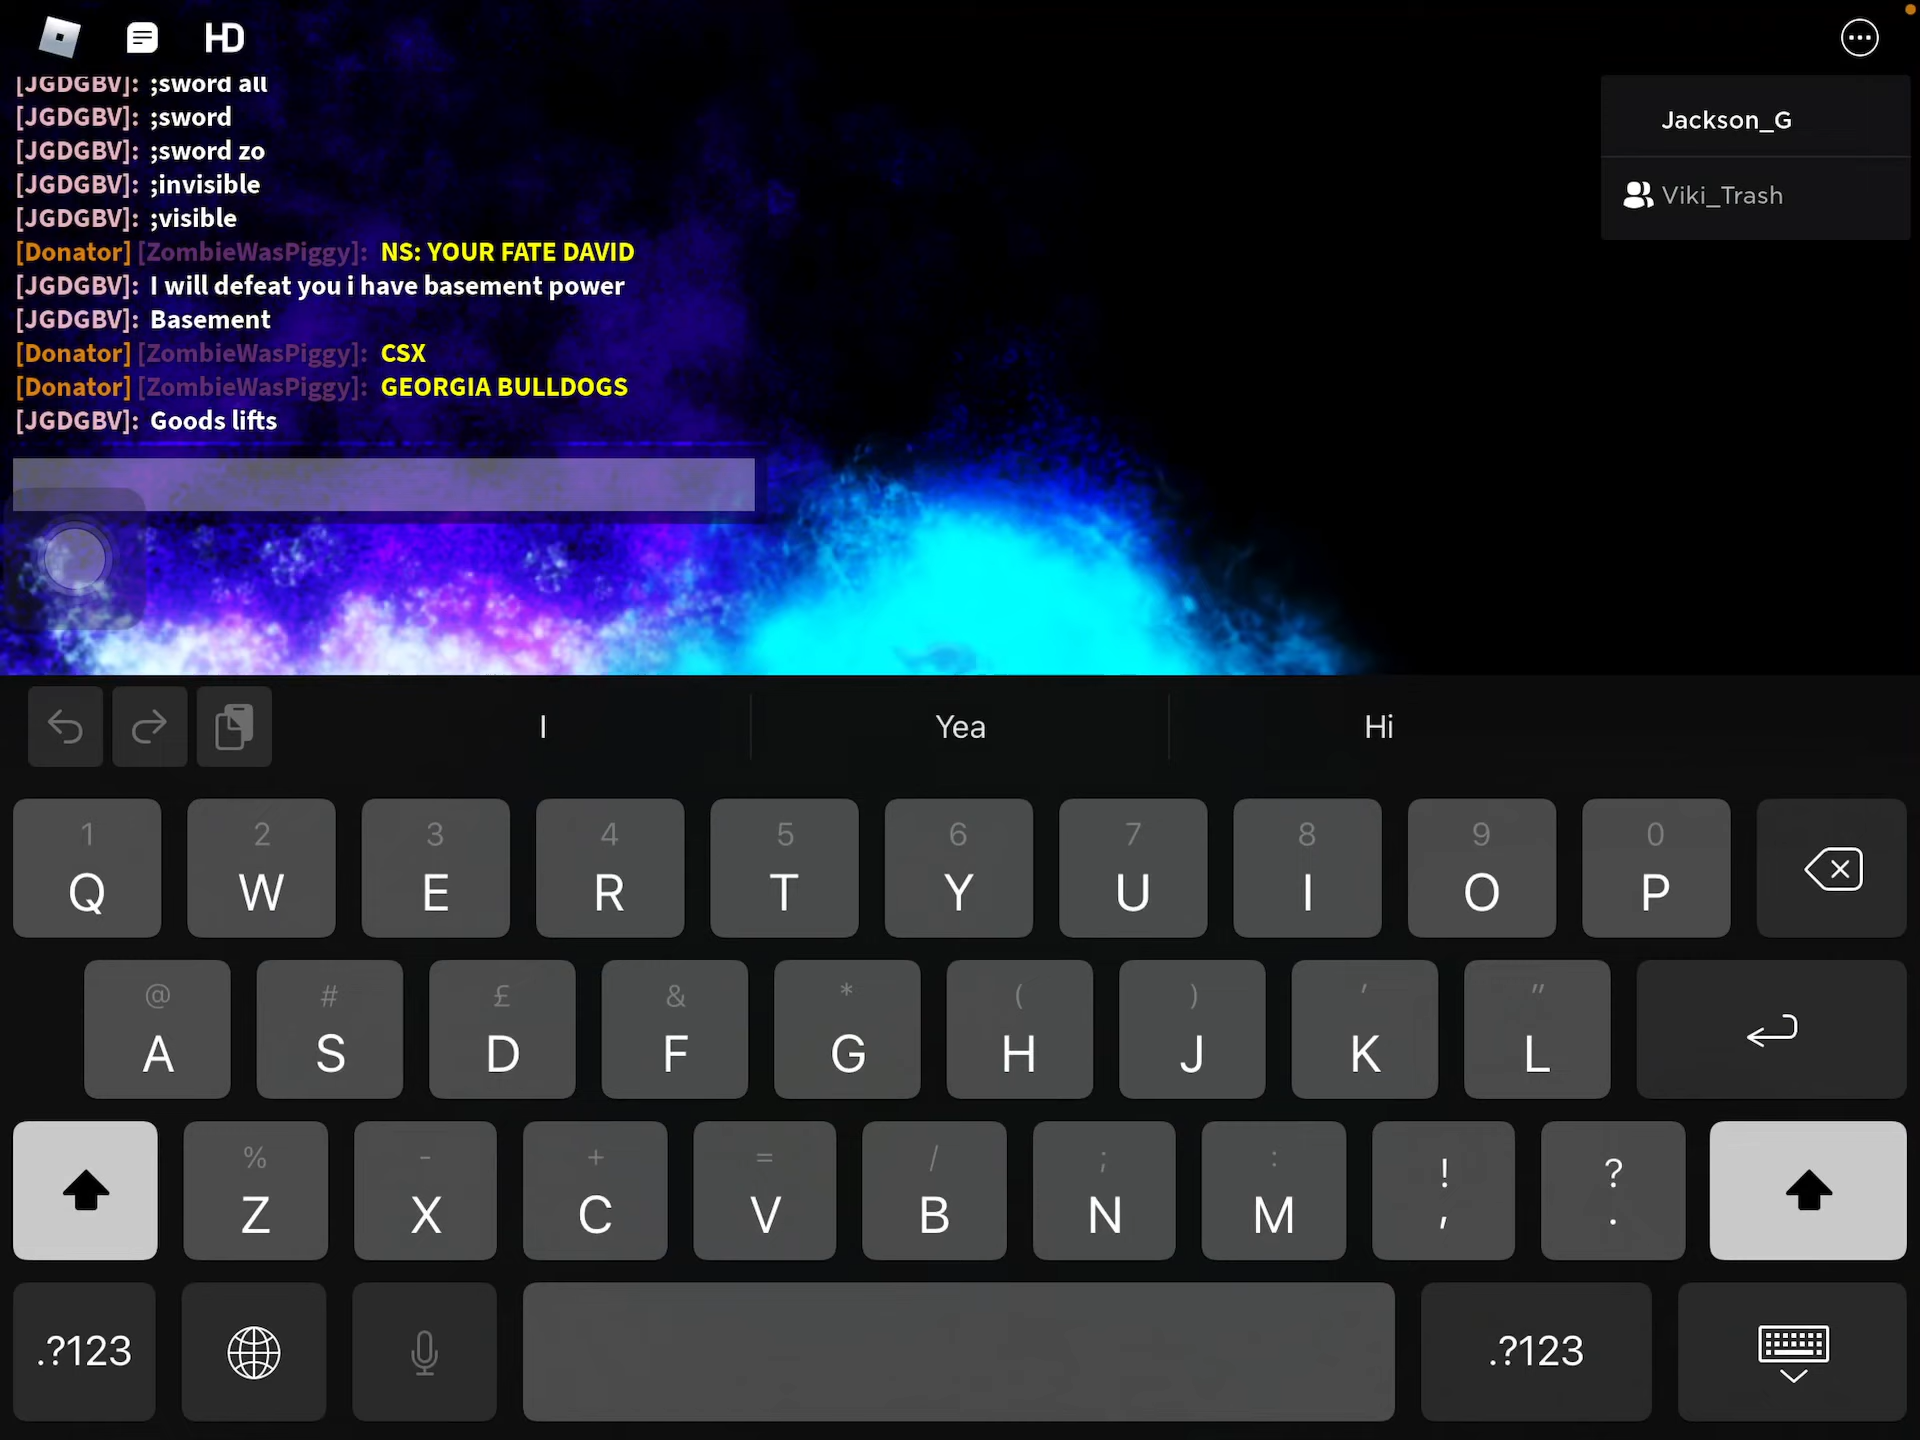 HD
[JGDGBV]: ;sword all
[JGDGBV]: ;sword
[JGDGBV]: ;sword zo
[JGDGBV]: ;invisible
[JGDGBV]: ;visible
[Donator] [ZombieWasPiggy]: NS: YOUR FATE DAVID
[JGDGBV]: I will defeat you i have basement power
[JGDGBV]: Basement
[Donator] [ZombieWasPiggy]: CSX
[Donator] [ZombieWasPiggy]: GEORGIA BULLDOGS
[JGDGBV]: Goods lifts
Jackson_G
Viki_Trash
I Yea Hi
1 2 3 4 5 6 7 8 9 0
Q W E R T Y U I O P
@ # £ & * ( ) ' "
A S D F G H J K L
% - + = / ; : ! ?
Z X C V B N M , .
.?123 .?123